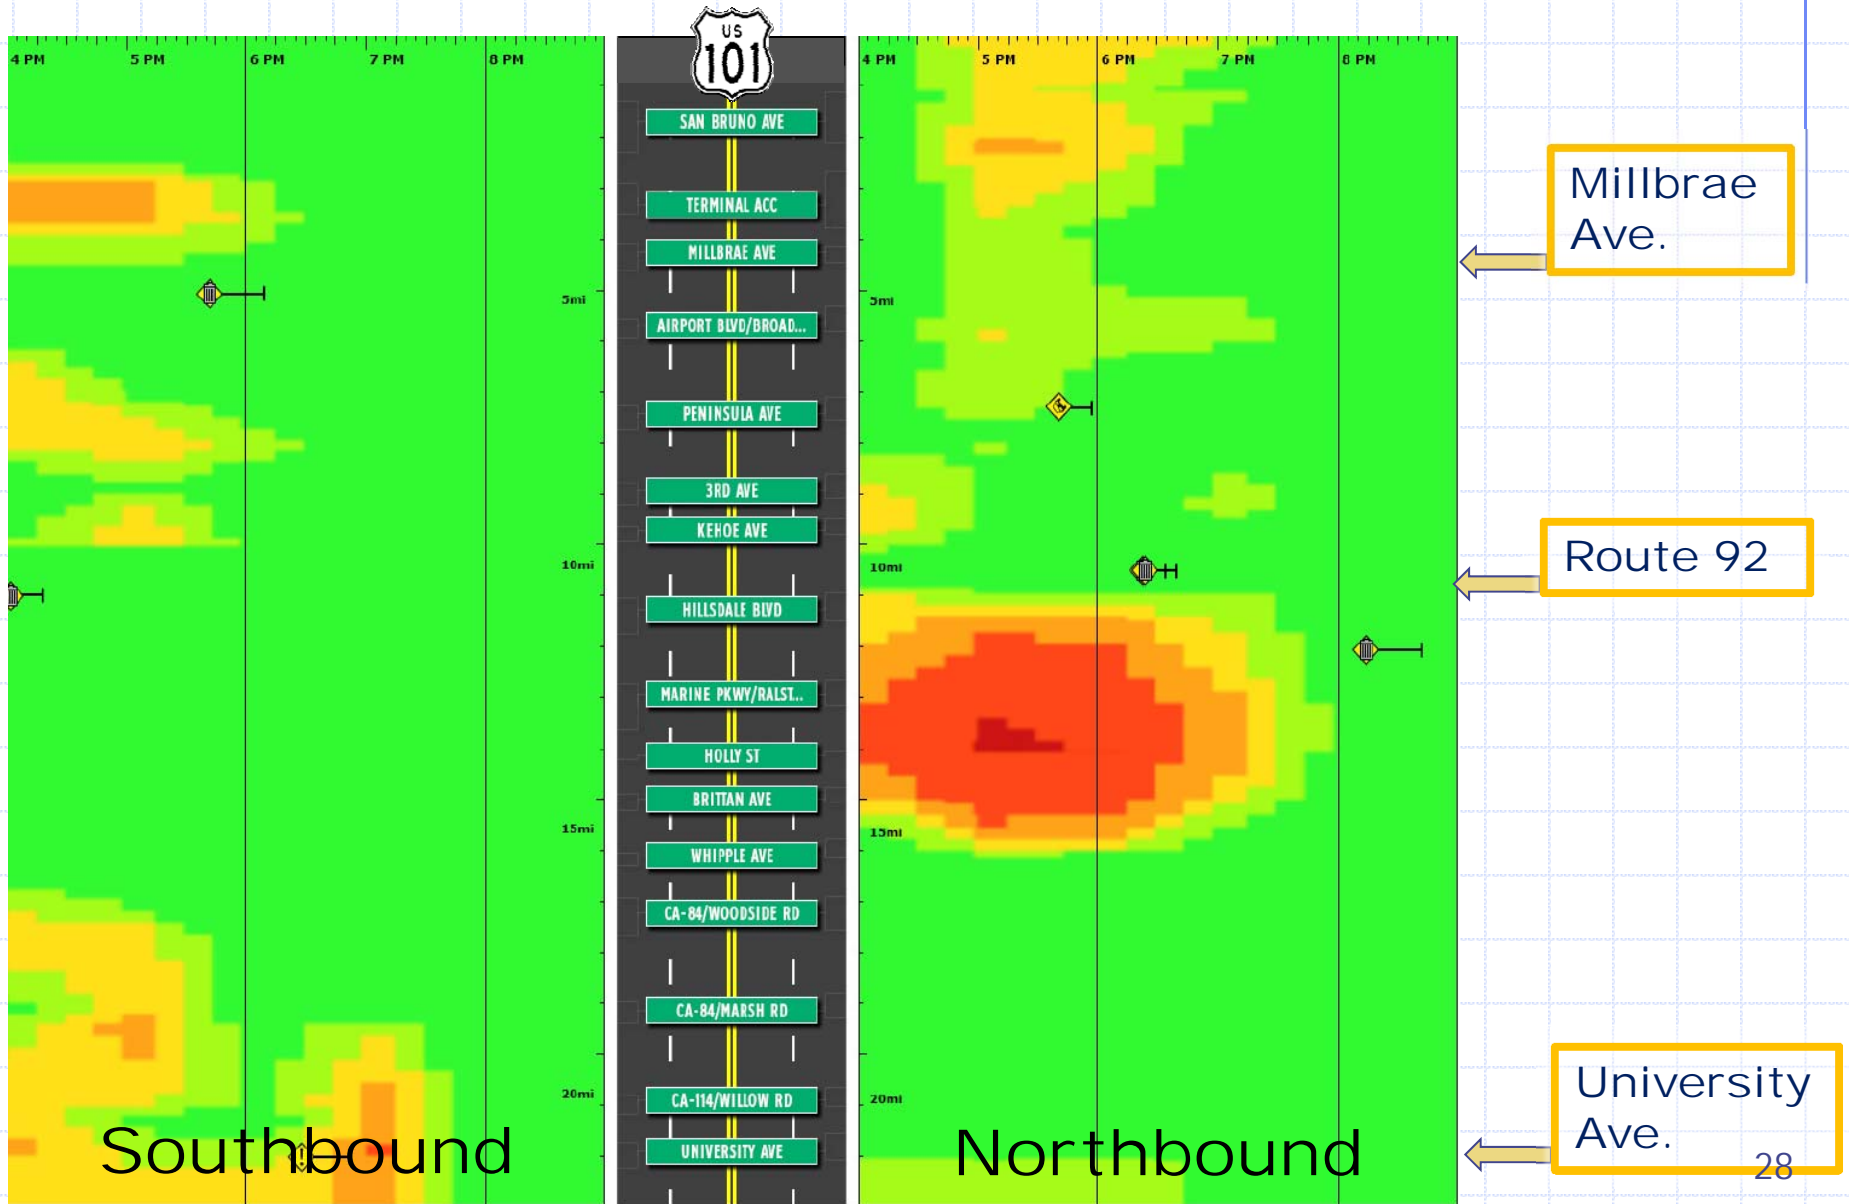 US
101
4 PM 5 PM 6 PM 7 PM 8 PM
4 PM 5 PM 6 PM 7 PM 8 PM
SAN BRUNO AVE
TERMINAL ACC
MILLBRAE AVE
Millbrae
Ave.
5mi
5mi
AIRPORT BLVD/BROAD...
PENINSULA AVE
3RD AVE
KEHOE AVE
10mi
10mi
Route 92
HILLSDALE BLVD
MARINE PKWY/RALST...
HOLLY ST
BRITTAN AVE
15mi
15mi
WHIPPLE AVE
CA-84/WOODSIDE RD
CA-84/MARSH RD
20mi
20mi
CA-114/WILLOW RD
UNIVERSITY AVE
University
Ave.
Southbound
Northbound
28